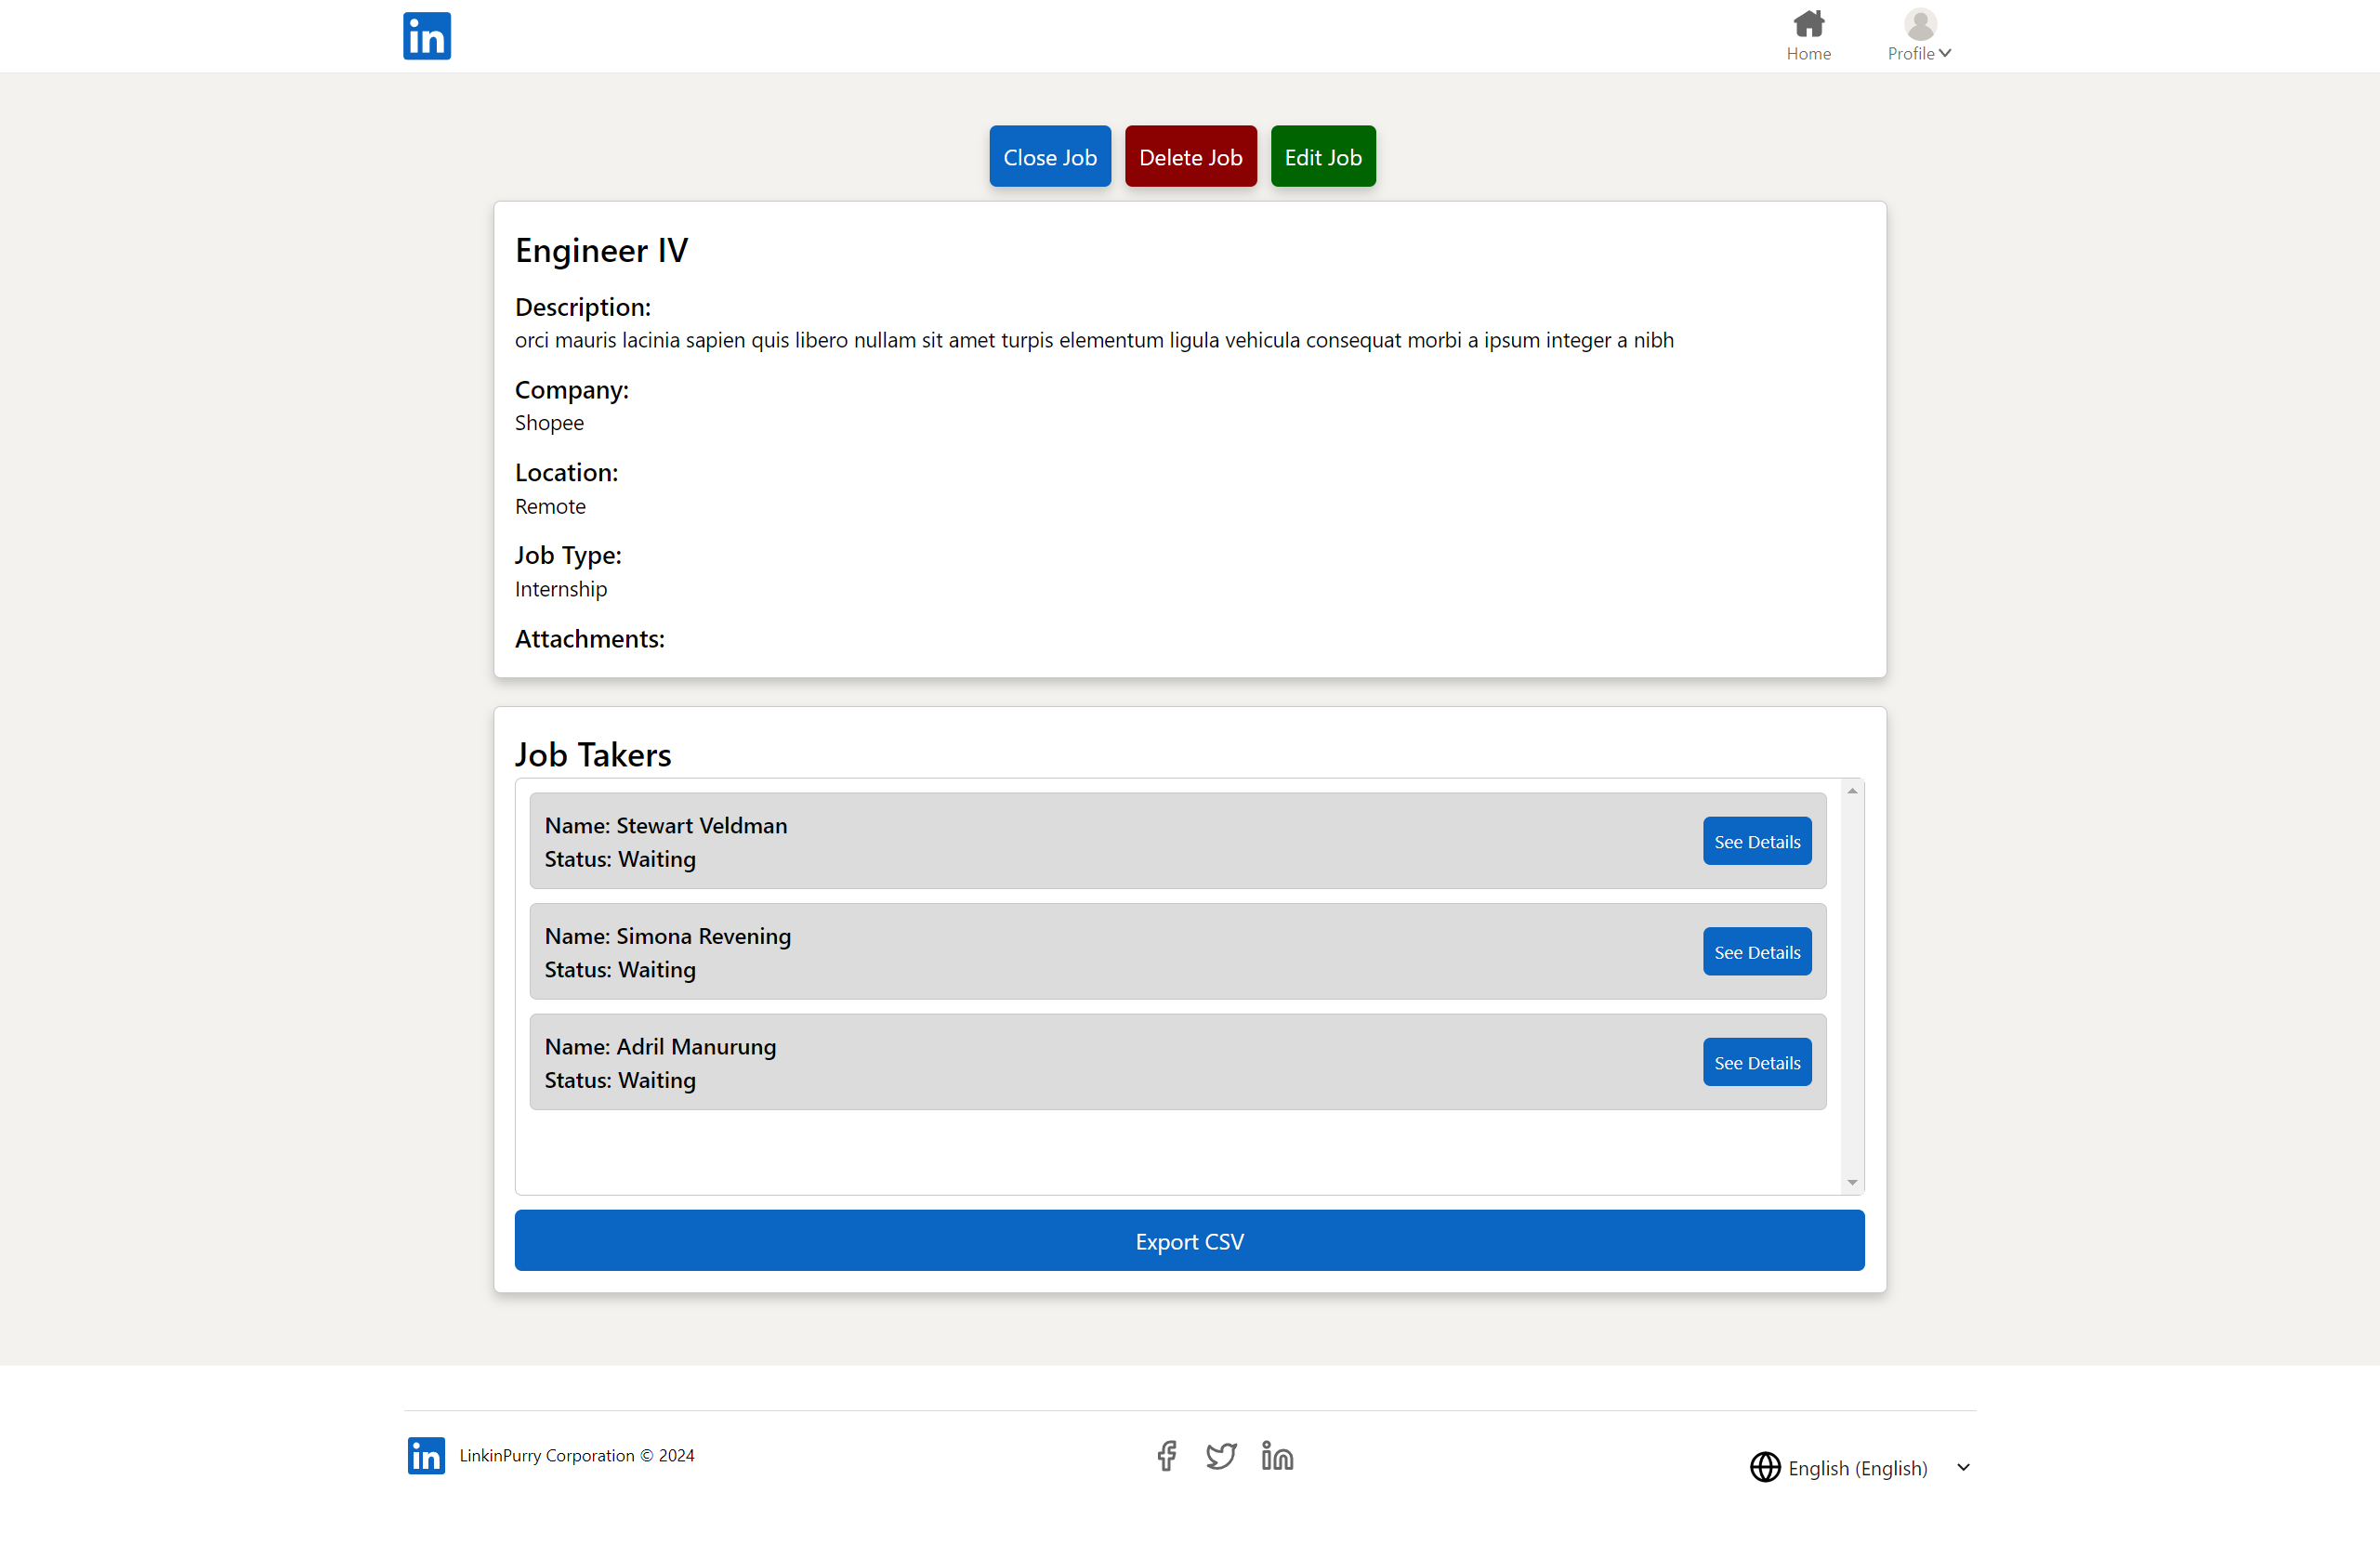 in
Home
Profile
Close Job
Delete Job
Edit Job
Engineer IV
Description:
orci mauris lacinia sapien quis libero nullam sit amet turpis elementum ligula vehicula consequat morbi a ipsum integer a nibh
Company:
Shopee
Location:
Remote
Job Type:
Internship
Attachments:
Job Takers
Name: Stewart Veldman
Status: Waiting
See Details
Name: Simona Revening
Status: Waiting
See Details
Name: Adril Manurung
Status: Waiting
See Details
Export CSV
in
LinkinPurry Corporation © 2024
in
English (English)